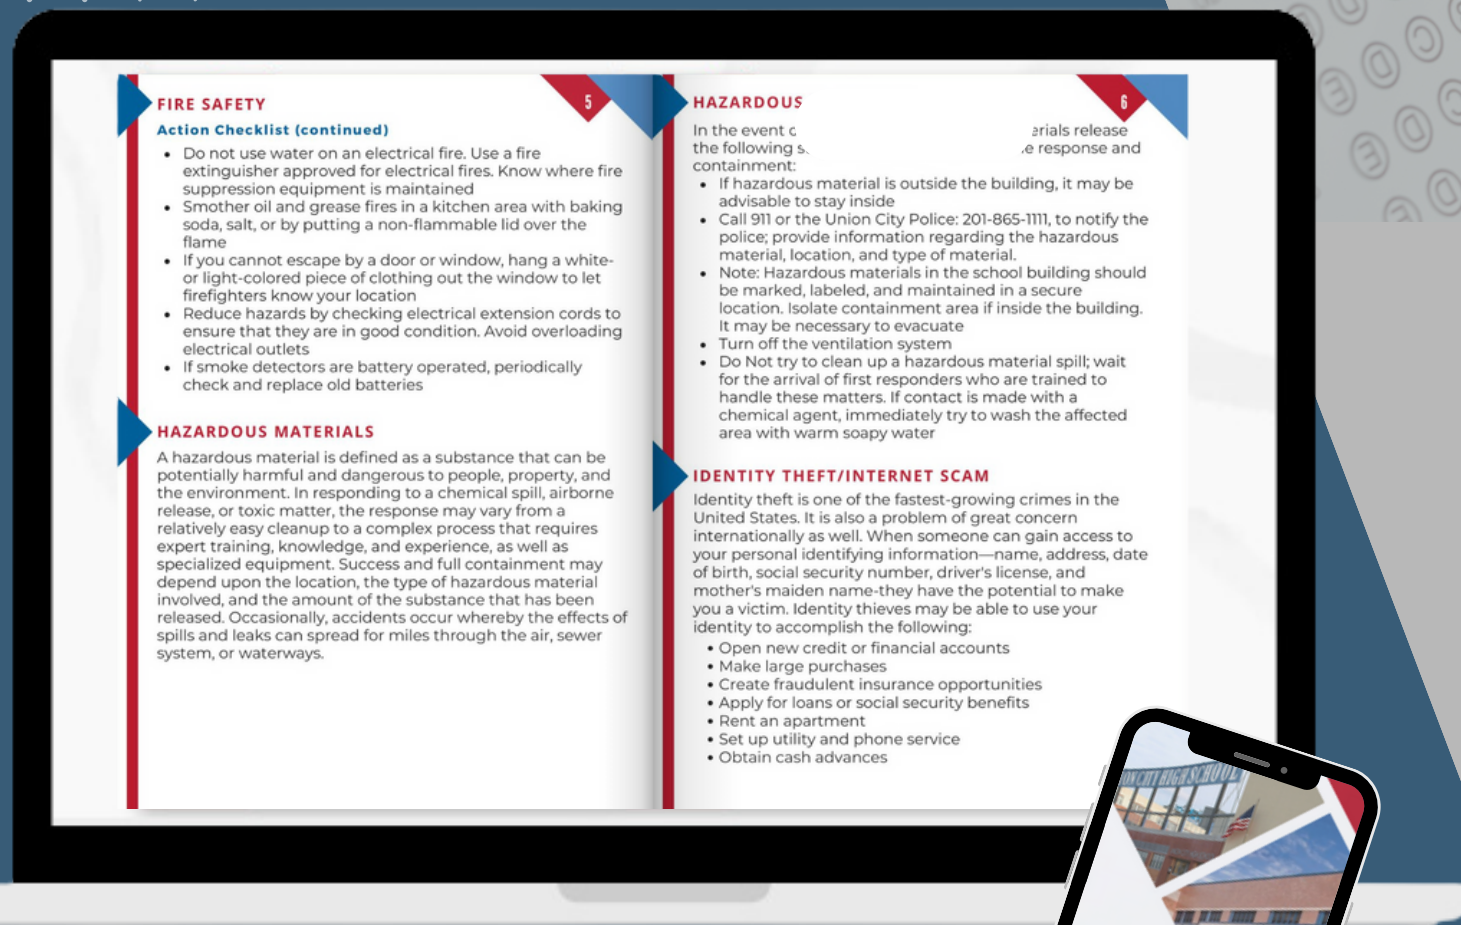 FIRE SAFETY
5
Action Checklist (continued)
• Do not use water on an electrical fire. Use a fire
extinguisher approved for electrical fires. Know where fire
suppression equipment is maintained
• Smother oil and grease fires in a kitchen area with baking
soda, salt, or by putting a non-flammable lid over the
flame
• If you cannot escape by a door or window, hang a white-
or light-colored piece of clothing out the window to let
firefighters know your location
• Reduce hazards by checking electrical extension cords to
ensure that they are in good condition. Avoid overloading
electrical outlets
• If smoke detectors are battery operated, periodically
check and replace old batteries
HAZARDOUS MATERIALS
A hazardous material is defined as a substance that can be
potentially harmful and dangerous to people, property, and
the environment. In responding to a chemical spill, airborne
release, or toxic matter, the response may vary from a
relatively easy cleanup to a complex process that requires
expert training, knowledge, and experience, as well as
specialized equipment. Success and full containment may
depend upon the location, the type of hazardous material
involved, and the amount of the substance that has been
released. Occasionally, accidents occur whereby the effects of
spills and leaks can spread for miles through the air, sewer
system, or waterways.
HAZARDOUS
6
In the event release
the following response and
containment:
• If hazardous material is outside the building, it may be
advisable to stay inside
• Call 911 or the Union City Police: 201-865-1111, to notify the
police; provide information regarding the hazardous
material, location, and type of material.
• Note: Hazardous materials in the school building should
be marked, labeled, and maintained in a secure
location. Isolate containment area if inside the building.
It may be necessary to evacuate
• Turn off the ventilation system
• Do Not try to clean up a hazardous material spill; wait
for the arrival of first responders who are trained to
handle these matters. If contact is made with a
chemical agent, immediately try to wash the affected
area with warm soapy water
IDENTITY THEFT/INTERNET SCAM
Identity theft is one of the fastest-growing crimes in the
United States. It is also a problem of great concern
internationally as well. When someone can gain access to
your personal identifying information—name, address, date
of birth, social security number, driver's license, and
mother's maiden name-they have the potential to make
you a victim. Identity thieves may be able to use your
identity to accomplish the following:
• Open new credit or financial accounts
• Make large purchases
• Create fraudulent insurance opportunities
• Apply for loans or social security benefits
• Rent an apartment
• Set up utility and phone service
• Obtain cash advances
CITY HIGH SCHOOL